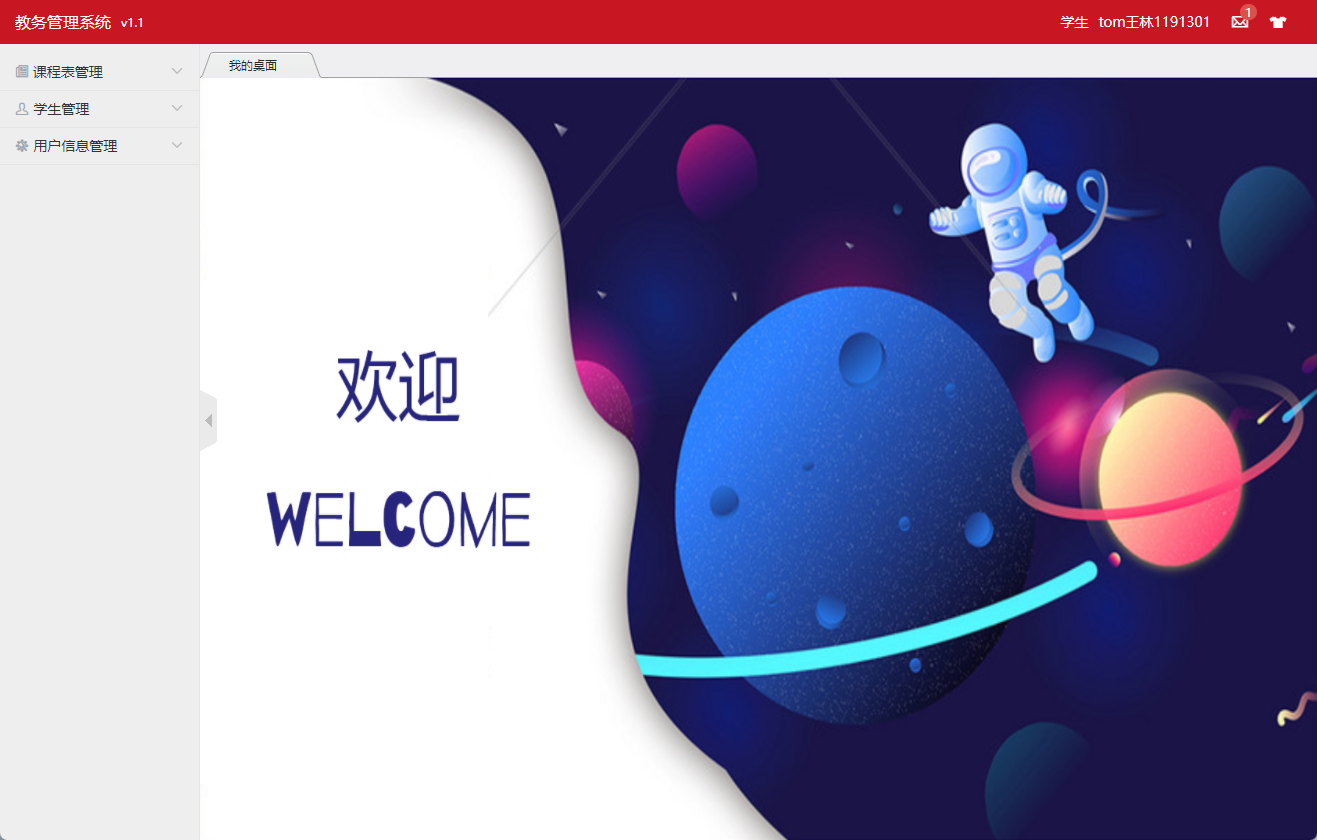 教务管理系统 v1.1
学生 tom王林1191301 1
课程表管理
学生管理
用户信息管理
我的桌面
欢迎
WELCOME